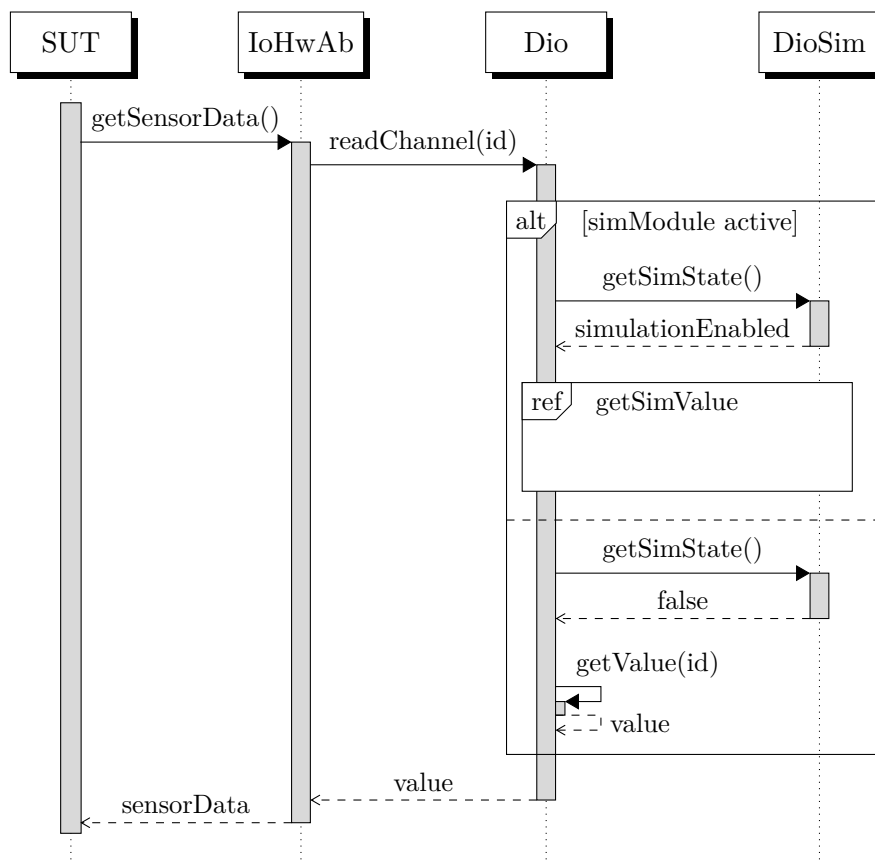 SUT
IoHwAb
Dio
DioSim
getSensorData()
readChannel(id)
alt
[simModule active]
getSimState()
simulationEnabled
ref
getSimValue
getSimState()
false
getValue(id)
value
value
sensorData